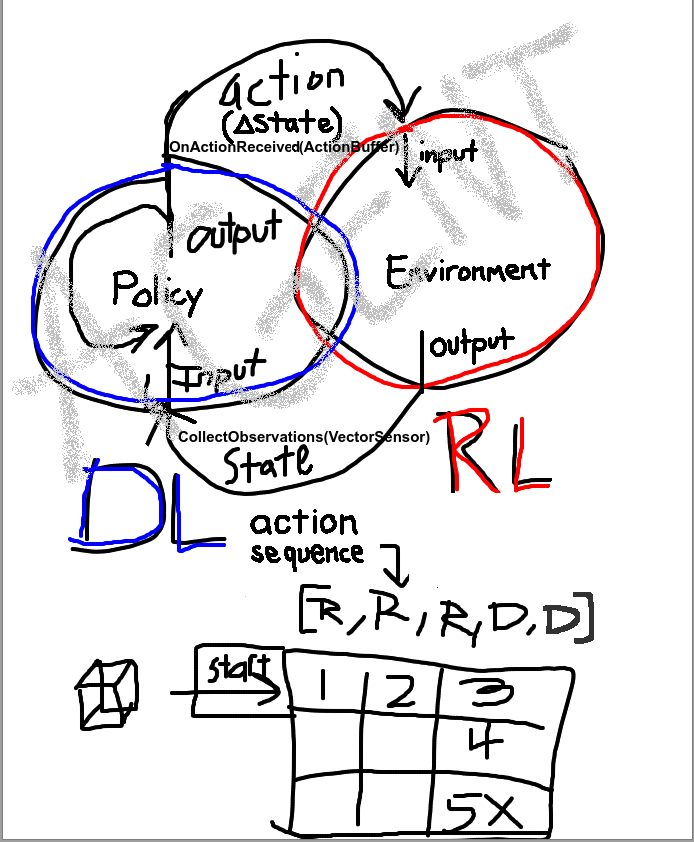 action
(Δstate)
OnActionReceived(ActionBuffer)
input
output
Environment
Policy
output
Input
CollectObservations(VectorSensor)
State
RL
DL
action
sequence
[R, R, R, D, D]
start
1 2 3
4
5X